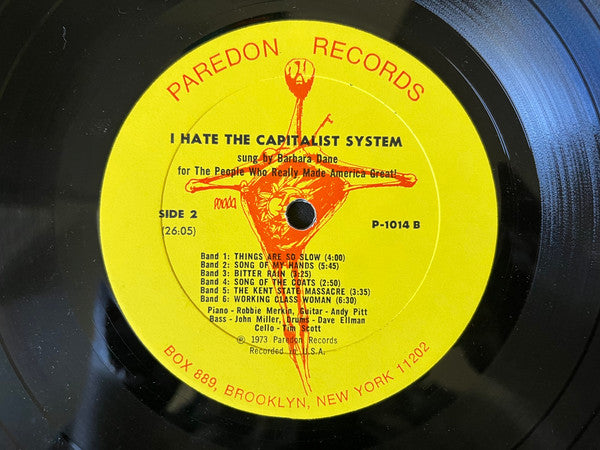 PAREDON RECORDS
I HATE THE CAPITALIST SYSTEM
sung by Barbara Dane
for The People Who Really Made America Great!
SIDE 2
P-1014 B
(26:05)
Band 1: THINGS ARE SO SLOW (4:00)
Band 2: SONG OF MY HANDS (5:45)
Band 3: BITTER RAIN (3:25)
Band 4: SONG OF THE COATS (2:50)
Band 5: THE KENT STATE MASSACRE (3:35)
Band 6: WORKING CLASS WOMAN (6:30)
Piano - Robbie Merkin, Guitar - Andy Pitt
Bass - John Miller, Drums - Dave Ellman
Cello - Tim Scott
℗ 1973 Paredon Records
Recorded in U.S.A.
BOX 889, BROOKLYN, NEW YORK 11202